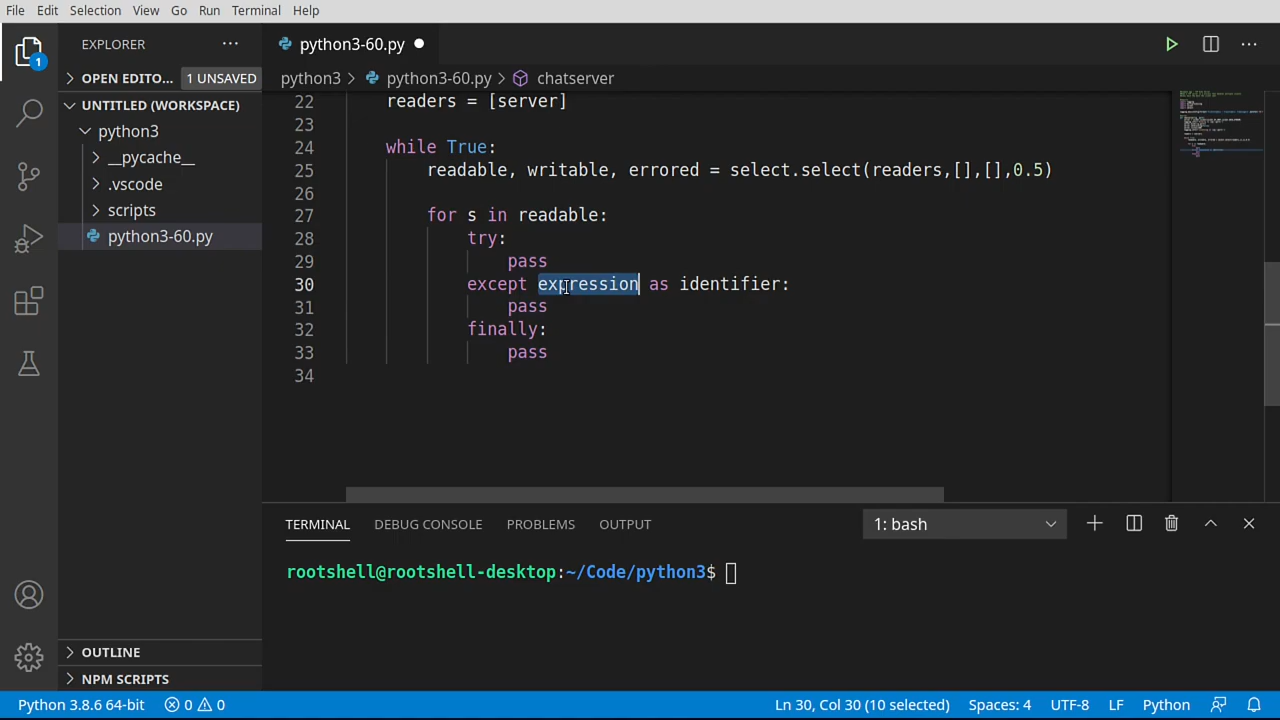 File Edit Selection View Go Run Terminal Help
EXPLORER
python3-60.py
1
OPEN EDITO... 1 UNSAVED
python3 > python3-60.py > chatserver
UNTITLED (WORKSPACE)
python3
__pycache__
.vscode
scripts
python3-60.py
22 readers = [server]
23
24 while True:
25 readable, writable, errored = select.select(readers,[],[],0.5)
26
27 for s in readable:
28 try:
29 pass
30 except expression as identifier:
31 pass
32 finally:
33 pass
34
TERMINAL DEBUG CONSOLE PROBLEMS OUTPUT 1: bash
rootshell@rootshell-desktop:~/Code/python3$
OUTLINE
NPM SCRIPTS
Python 3.8.6 64-bit 0 0 Ln 30, Col 30 (10 selected) Spaces: 4 UTF-8 LF Python